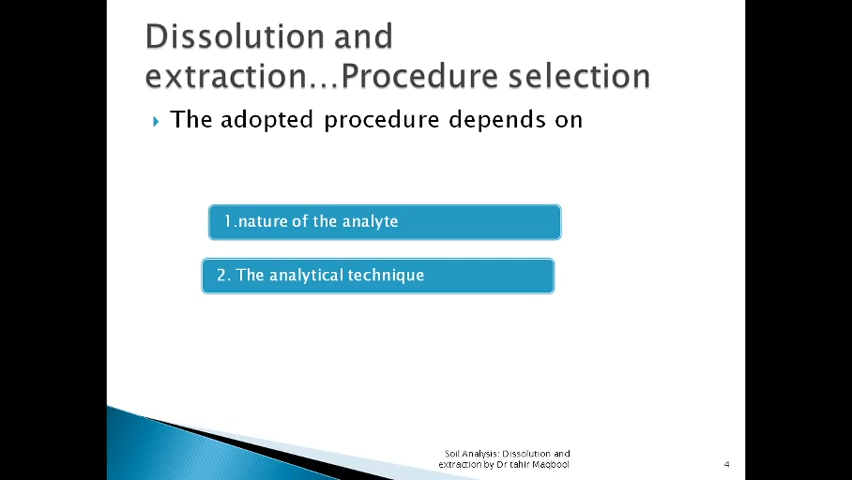 Dissolution and
extraction...Procedure selection
The adopted procedure depends on
1.nature of the analyte
2. The analytical technique
Soil Analysis: Dissolution and
extraction by Dr tahir Maqbool
4